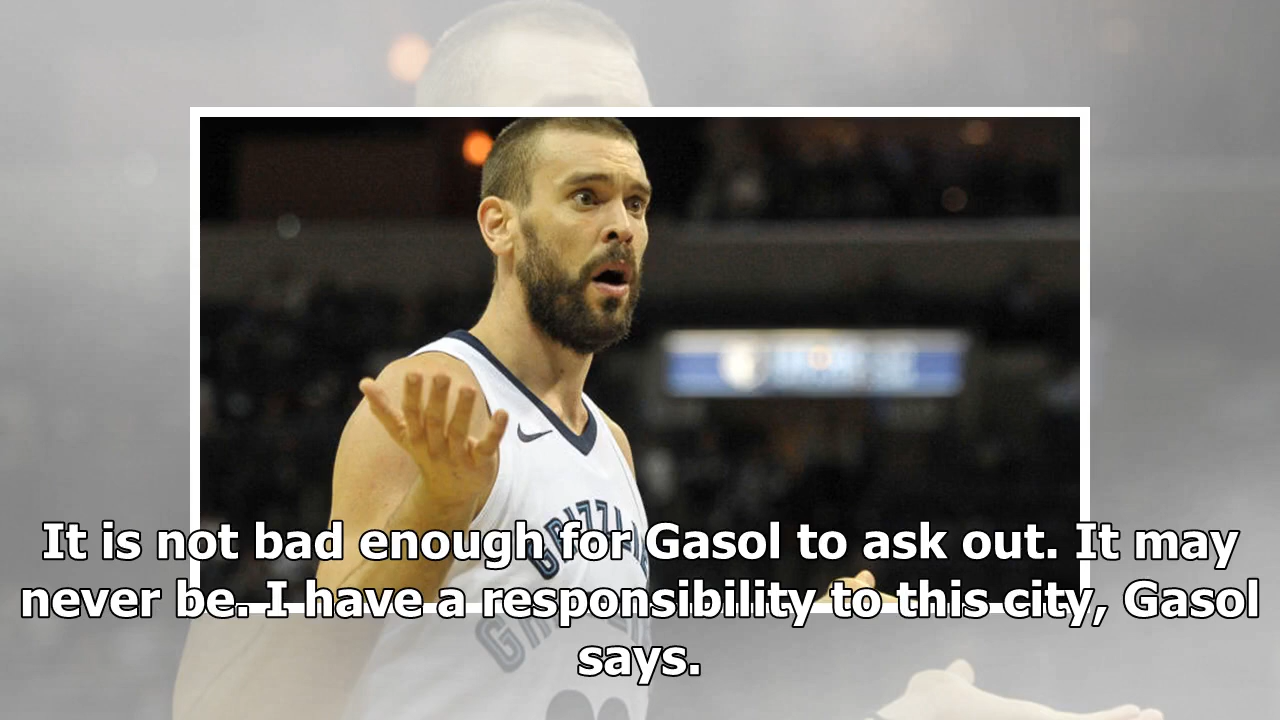 GRIZZL
It is not bad enough for Gasol to ask out. It may
never be. I have a responsibility to this city, Gasol
says.